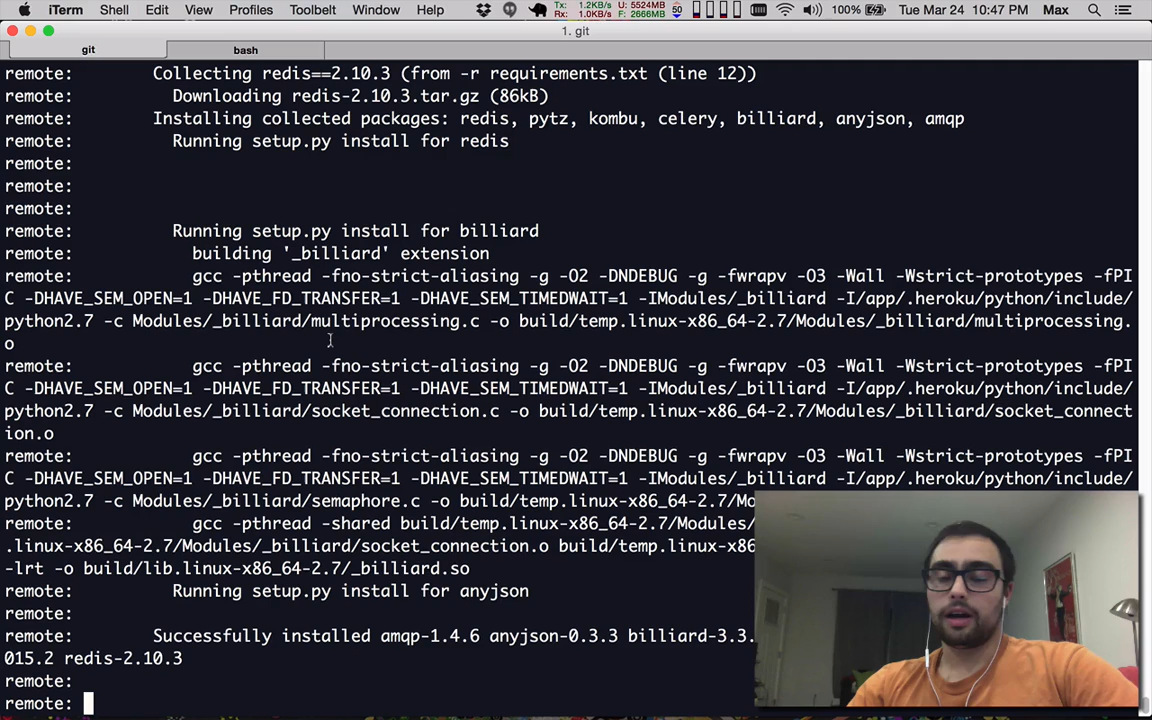 iTerm Shell Edit View Profiles Toolbelt Window Help Tx: 1.2KB/s Rx: 1.0KB/s U: 5524MB F: 2666MB 50 100% Tue Mar 24 10:47 PM Max
1. git
git bash
remote: Collecting redis==2.10.3 (from -r requirements.txt (line 12))
remote: Downloading redis-2.10.3.tar.gz (86kB)
remote: Installing collected packages: redis, pytz, kombu, celery, billiard, anyjson, amqp
remote: Running setup.py install for redis
remote:
remote:
remote:
remote: Running setup.py install for billiard
remote: building '_billiard' extension
remote: gcc -pthread -fno-strict-aliasing -g -O2 -DNDEBUG -g -fwrapv -O3 -Wall -Wstrict-prototypes -fPI
C -DHAVE_SEM_OPEN=1 -DHAVE_FD_TRANSFER=1 -DHAVE_SEM_TIMEDWAIT=1 -IModules/_billiard -I/app/.heroku/python/include/
python2.7 -c Modules/_billiard/multiprocessing.c -o build/temp.linux-x86_64-2.7/Modules/_billiard/multiprocessing.
o
remote: gcc -pthread -fno-strict-aliasing -g -O2 -DNDEBUG -g -fwrapv -O3 -Wall -Wstrict-prototypes -fPI
C -DHAVE_SEM_OPEN=1 -DHAVE_FD_TRANSFER=1 -DHAVE_SEM_TIMEDWAIT=1 -IModules/_billiard -I/app/.heroku/python/include/
python2.7 -c Modules/_billiard/socket_connection.c -o build/temp.linux-x86_64-2.7/Modules/_billiard/socket_connect
ion.o
remote: gcc -pthread -fno-strict-aliasing -g -O2 -DNDEBUG -g -fwrapv -O3 -Wall -Wstrict-prototypes -fPI
C -DHAVE_SEM_OPEN=1 -DHAVE_FD_TRANSFER=1 -DHAVE_SEM_TIMEDWAIT=1 -IModules/_billiard -I/app/.heroku/python/include/
python2.7 -c Modules/_billiard/semaphore.c -o build/temp.linux-x86_64-2.7/Mo
remote: gcc -pthread -shared build/temp.linux-x86_64-2.7/Modules/
.linux-x86_64-2.7/Modules/_billiard/socket_connection.o build/temp.linux-x86
-lrt -o build/lib.linux-x86_64-2.7/_billiard.so
remote: Running setup.py install for anyjson
remote:
remote: Successfully installed amqp-1.4.6 anyjson-0.3.3 billiard-3.3.
015.2 redis-2.10.3
remote:
remote: